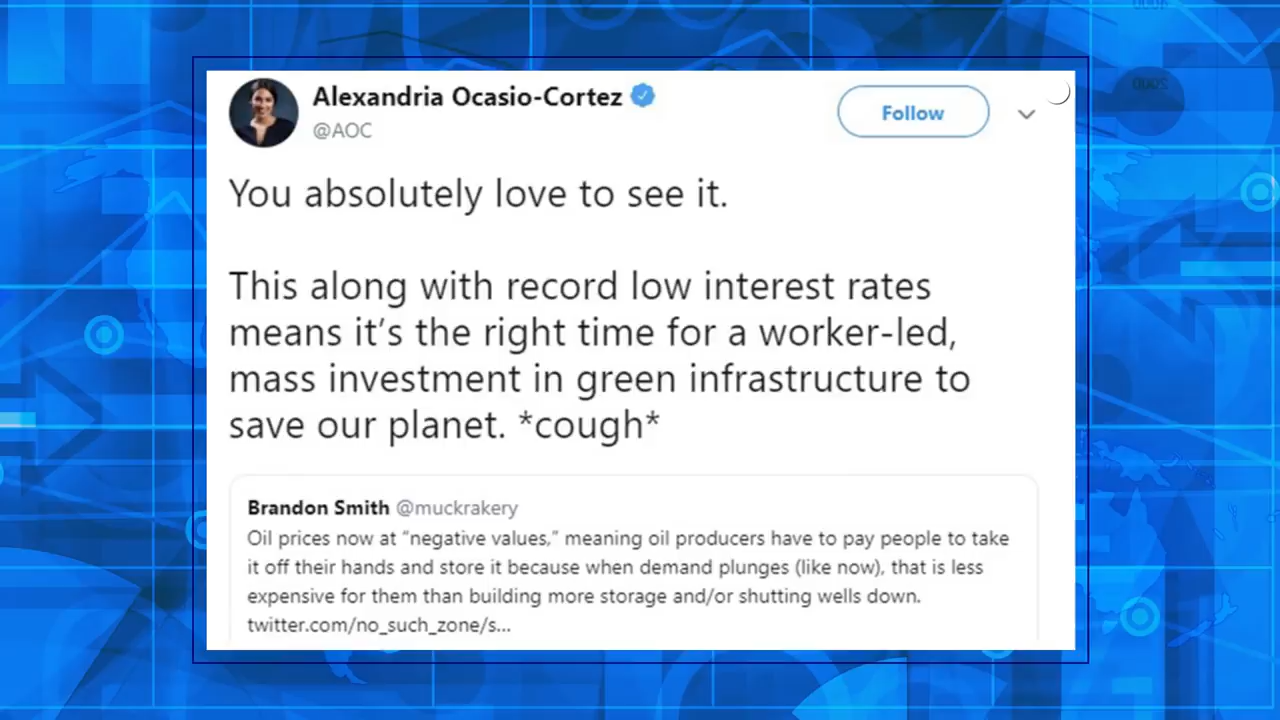 Alexandria Ocasio-Cortez
@AOC
Follow
You absolutely love to see it.
This along with record low interest rates
means it's the right time for a worker-led,
mass investment in green infrastructure to
save our planet. *cough*
Brandon Smith @muckrakery
Oil prices now at "negative values," meaning oil producers have to pay people to take
it off their hands and store it because when demand plunges (like now), that is less
expensive for them than building more storage and/or shutting wells down.
twitter.com/no_such_zone/s...